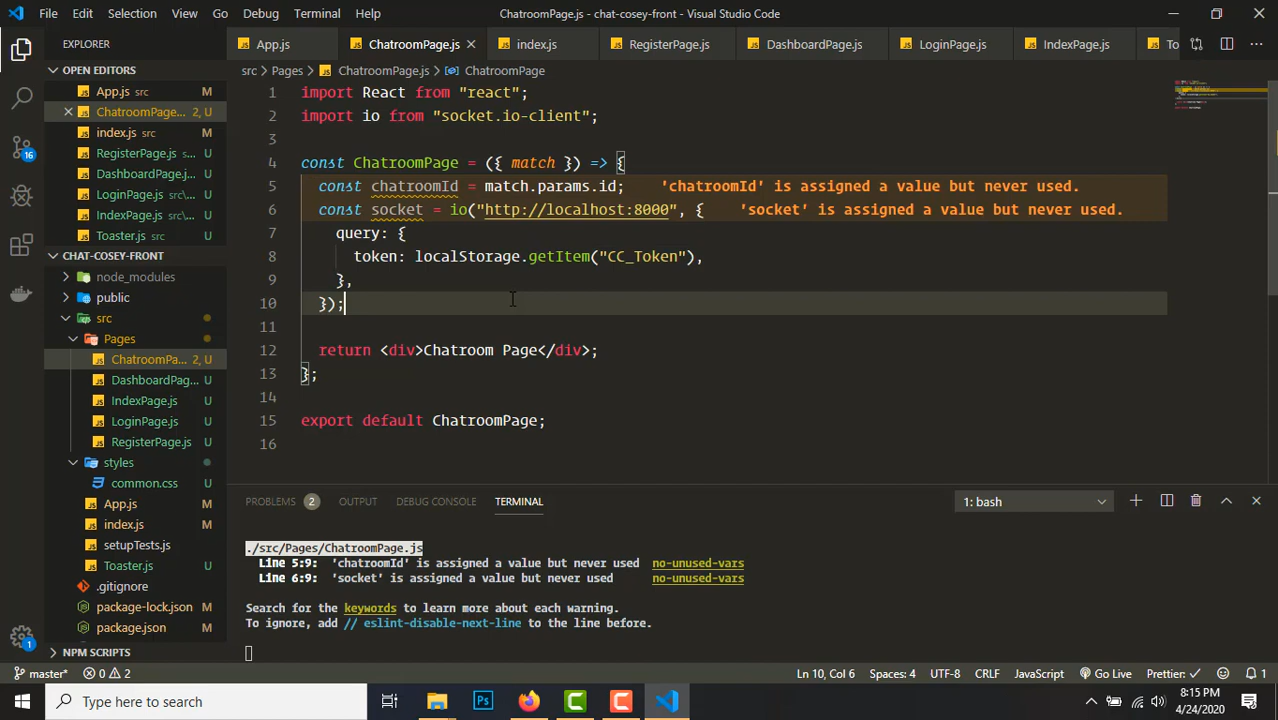 File Edit Selection View Go Debug Terminal Help ChatroomPage.js - chat-cosey-front - Visual Studio Code
EXPLORER
App.js ChatroomPage.js index.js RegisterPage.js DashboardPage.js LoginPage.js IndexPage.js To
OPEN EDITORS
App.js src M
ChatroomPage... 2, U
index.js src M
RegisterPage.js s... U
DashboardPage.js... U
LoginPage.js src\... U
IndexPage.js src\... U
Toaster.js src U
CHAT-COSEY-FRONT
node_modules
public
src
Pages
ChatroomPa... 2, U
DashboardPag... U
IndexPage.js U
LoginPage.js U
RegisterPage.js U
styles
common.css U
App.js M
index.js M
setupTests.js
Toaster.js U
.gitignore
package-lock.json M
package.json M
NPM SCRIPTS
16
1
src > Pages > ChatroomPage.js > ChatroomPage
1 import React from "react";
2 import io from "socket.io-client";
3
4 const ChatroomPage = ({ match }) => {
5 const chatroomId = match.params.id; 'chatroomId' is assigned a value but never used.
6 const socket = io("http://localhost:8000", { 'socket' is assigned a value but never used.
7 query: {
8 token: localStorage.getItem("CC_Token"),
9 },
10 });
11
12 return <div>Chatroom Page</div>;
13 };
14
15 export default ChatroomPage;
16
PROBLEMS 2 OUTPUT DEBUG CONSOLE TERMINAL 1: bash
./src/Pages/ChatroomPage.js
Line 5:9: 'chatroomId' is assigned a value but never used no-unused-vars
Line 6:9: 'socket' is assigned a value but never used no-unused-vars
Search for the keywords to learn more about each warning.
To ignore, add // eslint-disable-next-line to the line before.
master* 0 2 Ln 10, Col 6 Spaces: 4 UTF-8 CRLF JavaScript Go Live Prettier: 1
Type here to search
Ps
8:15 PM
4/24/2020